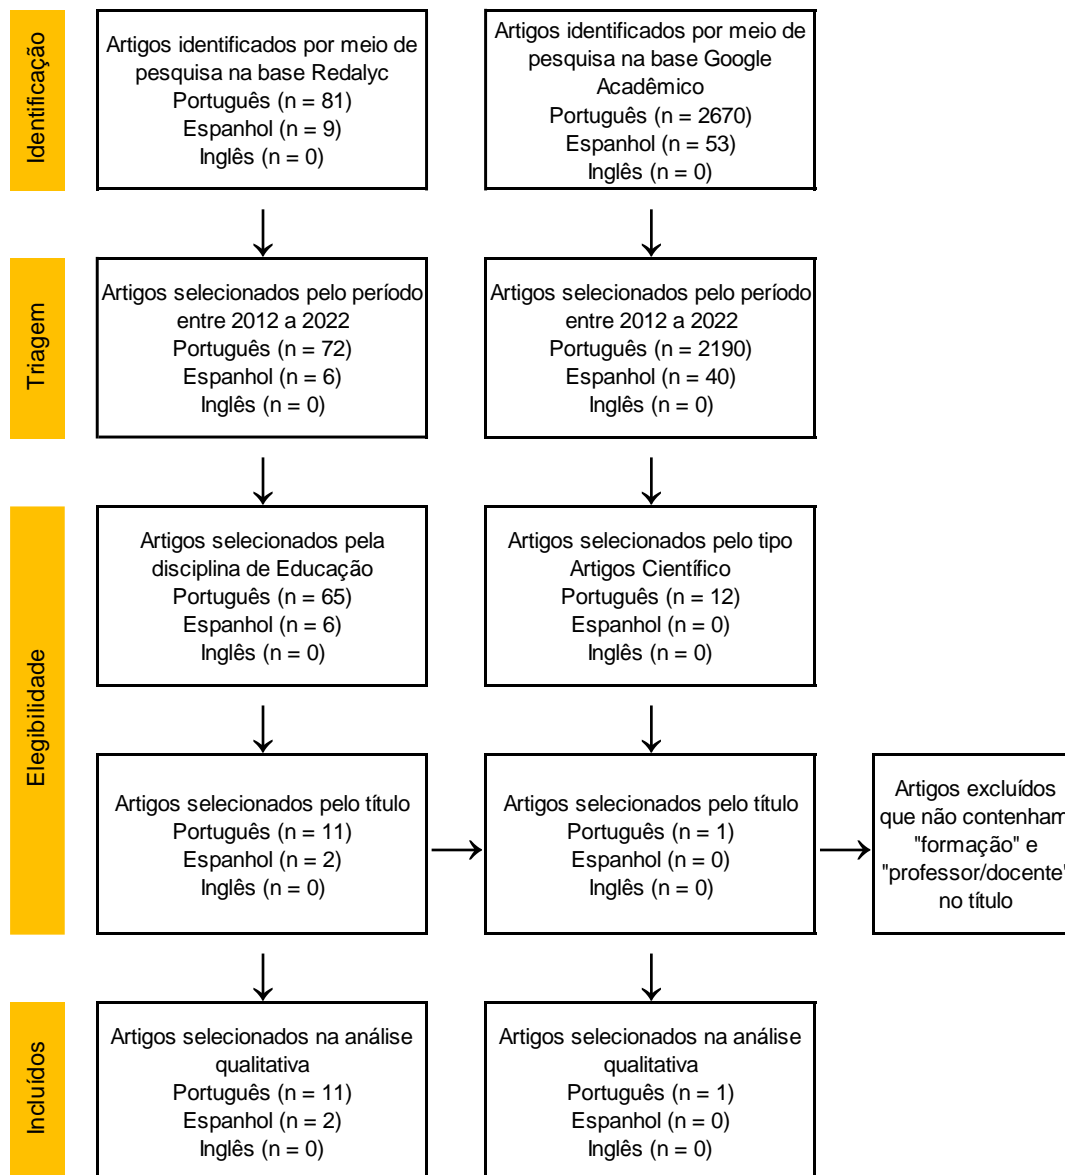 Identificação
Artigos identificados por meio de
pesquisa na base Redalyc
Português (n = 81)
Espanhol (n = 9)
Inglês (n = 0)
Artigos identificados por meio de
pesquisa na base Google
Acadêmico
Português (n = 2670)
Espanhol (n = 53)
Inglês (n = 0)
Triagem
Artigos selecionados pelo período
entre 2012 a 2022
Português (n = 72)
Espanhol (n = 6)
Inglês (n = 0)
Artigos selecionados pelo período
entre 2012 a 2022
Português (n = 2190)
Espanhol (n = 40)
Inglês (n = 0)
Elegibilidade
Artigos selecionados pela
disciplina de Educação
Português (n = 65)
Espanhol (n = 6)
Inglês (n = 0)
Artigos selecionados pelo tipo
Artigos Científico
Português (n = 12)
Espanhol (n = 0)
Inglês (n = 0)
Artigos selecionados pelo título
Português (n = 11)
Espanhol (n = 2)
Inglês (n = 0)
Artigos selecionados pelo título
Português (n = 1)
Espanhol (n = 0)
Inglês (n = 0)
Artigos excluídos
que não contenham
"formação" e
"professor/docente"
no título
Incluídos
Artigos selecionados na análise
qualitativa
Português (n = 11)
Espanhol (n = 2)
Inglês (n = 0)
Artigos selecionados na análise
qualitativa
Português (n = 1)
Espanhol (n = 0)
Inglês (n = 0)